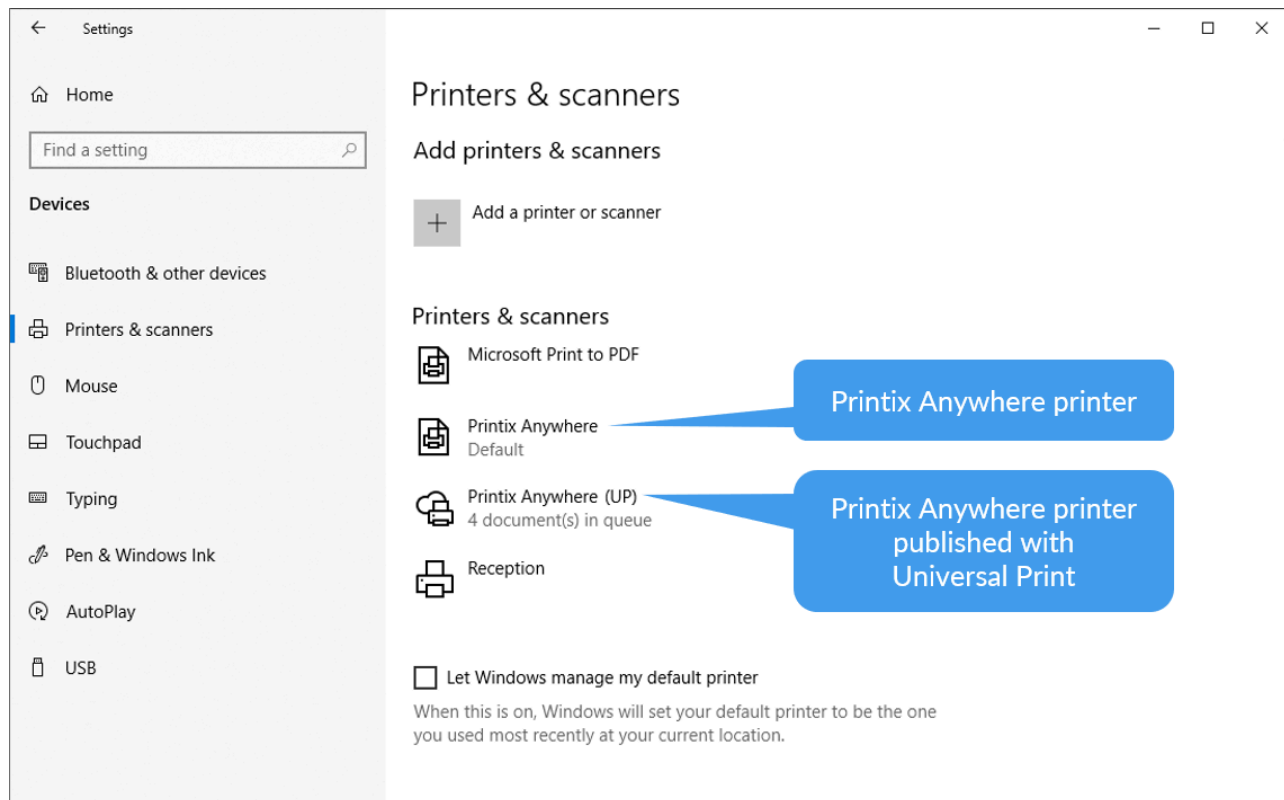 Settings
Home
Find a setting
Devices
Bluetooth & other devices
Printers & scanners
Mouse
Touchpad
Typing
Pen & Windows Ink
AutoPlay
USB
Printers & scanners
Add printers & scanners
Add a printer or scanner
Printers & scanners
Microsoft Print to PDF
Printix Anywhere
Default
Printix Anywhere printer
Printix Anywhere (UP)
4 document(s) in queue
Printix Anywhere printer
published with
Universal Print
Reception
Let Windows manage my default printer
When this is on, Windows will set your default printer to be the one
you used most recently at your current location.